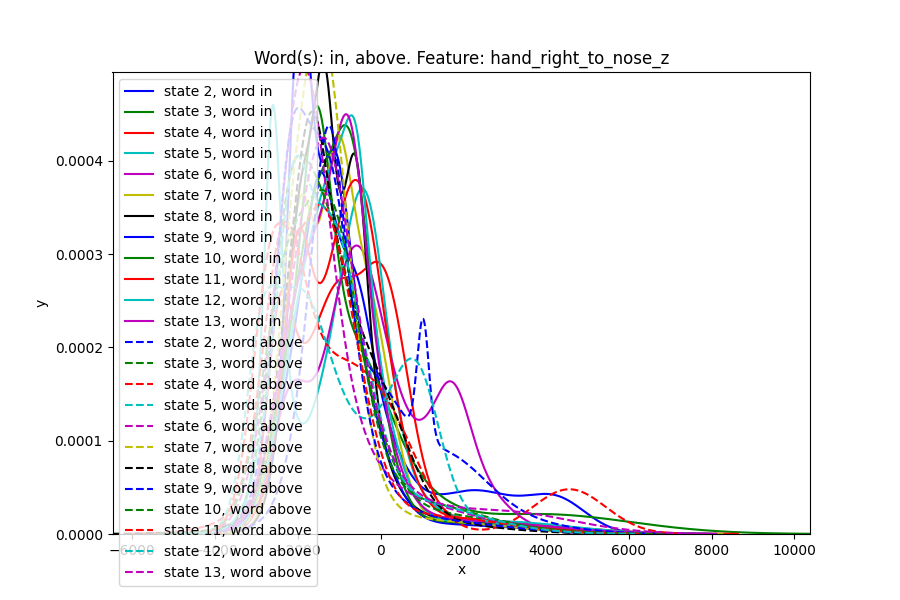 Word(s): in, above. Feature: hand_right_to_nose_z
state 2, word in
state 3, word in
state 4, word in
state 5, word in
state 6, word in
state 7, word in
state 8, word in
state 9, word in
state 10, word in
state 11, word in
state 12, word in
state 13, word in
state 2, word above
state 3, word above
state 4, word above
state 5, word above
state 6, word above
state 7, word above
state 8, word above
state 9, word above
state 10, word above
state 11, word above
state 12, word above
state 13, word above
0.0004
0.0003
0.0002
0.0001
0.0000
y
−6000 −4000 −2000 0 2000 4000 6000 8000 10000
x